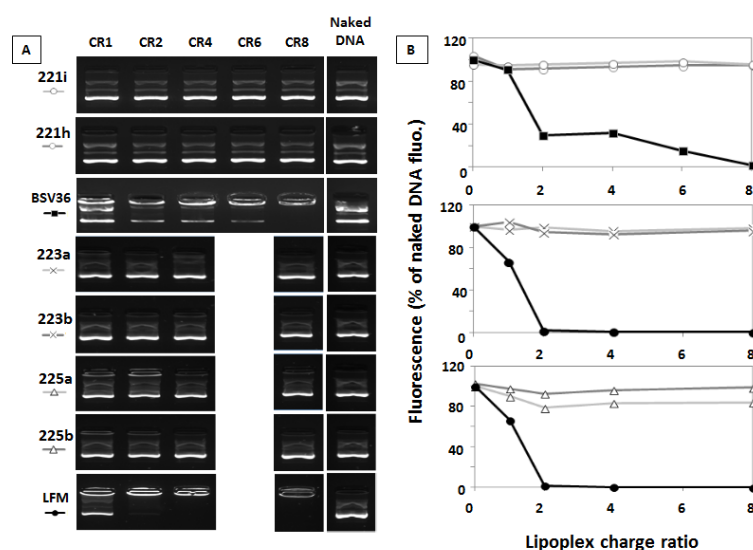 A
CR1 CR2 CR4 CR6 CR8 Naked DNA
221i
221h
BSV36
223a
223b
225a
225b
LFM
B
Fluorescence (% of naked DNA fluo.)
120
80
40
0
0 2 4 6 8
120
80
40
0
0 2 4 6 8
120
80
40
0
0 2 4 6 8
Lipoplex charge ratio